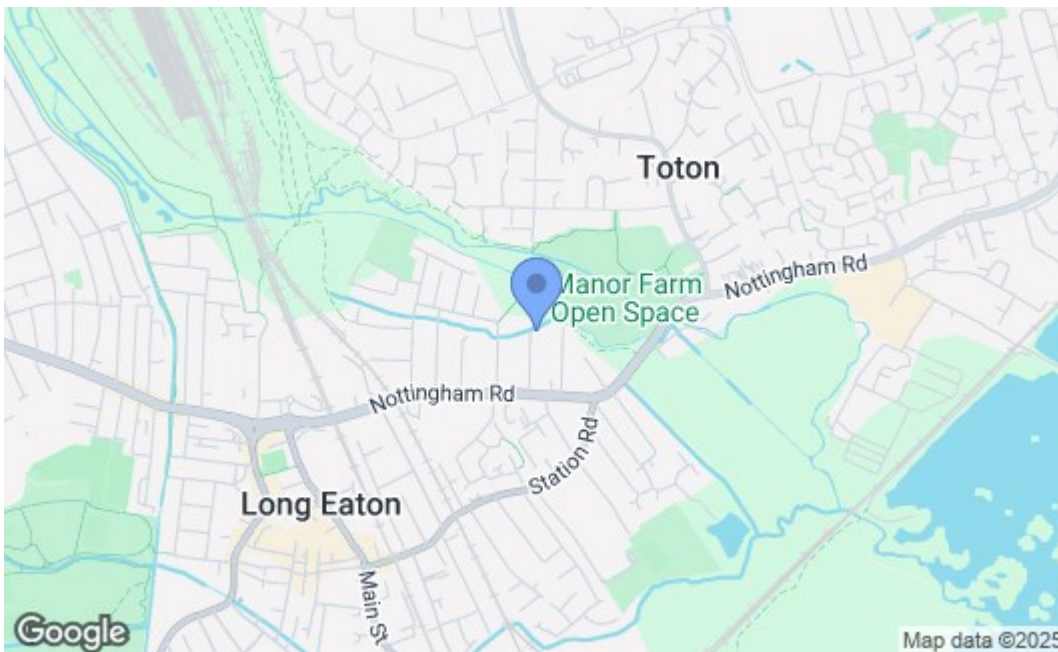 Toton
Manor Farm
Open Space
Nottingham Rd
Nottingham Rd
Station Rd
Long Eaton
Main St
Google
Map data ©2025